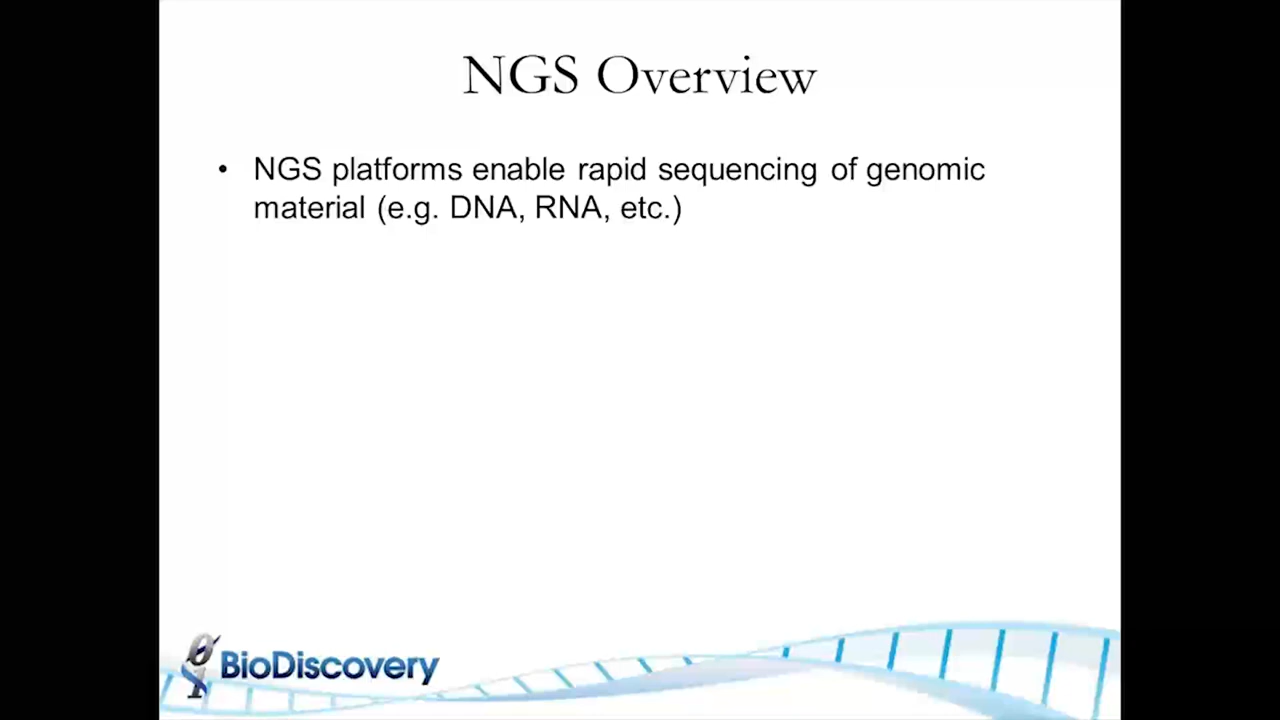 NGS Overview
• NGS platforms enable rapid sequencing of genomic
material (e.g. DNA, RNA, etc.)
BioDiscovery